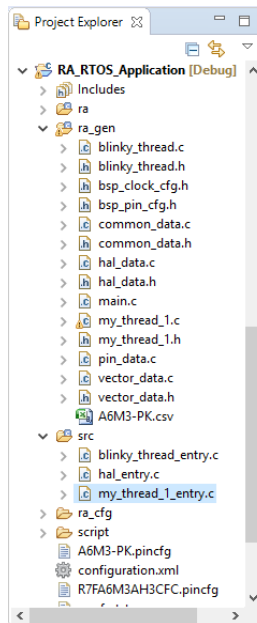 Project Explorer
RA_RTOS_Application [Debug]
Includes
ra
ra_gen
blinky_thread.c
blinky_thread.h
bsp_clock_cfg.h
bsp_pin_cfg.h
common_data.c
common_data.h
hal_data.c
hal_data.h
main.c
my_thread_1.c
my_thread_1.h
pin_data.c
vector_data.c
vector_data.h
A6M3-PK.csv
src
blinky_thread_entry.c
hal_entry.c
my_thread_1_entry.c
ra_cfg
script
A6M3-PK.pincfg
configuration.xml
R7FA6M3AH3CFC.pincfg